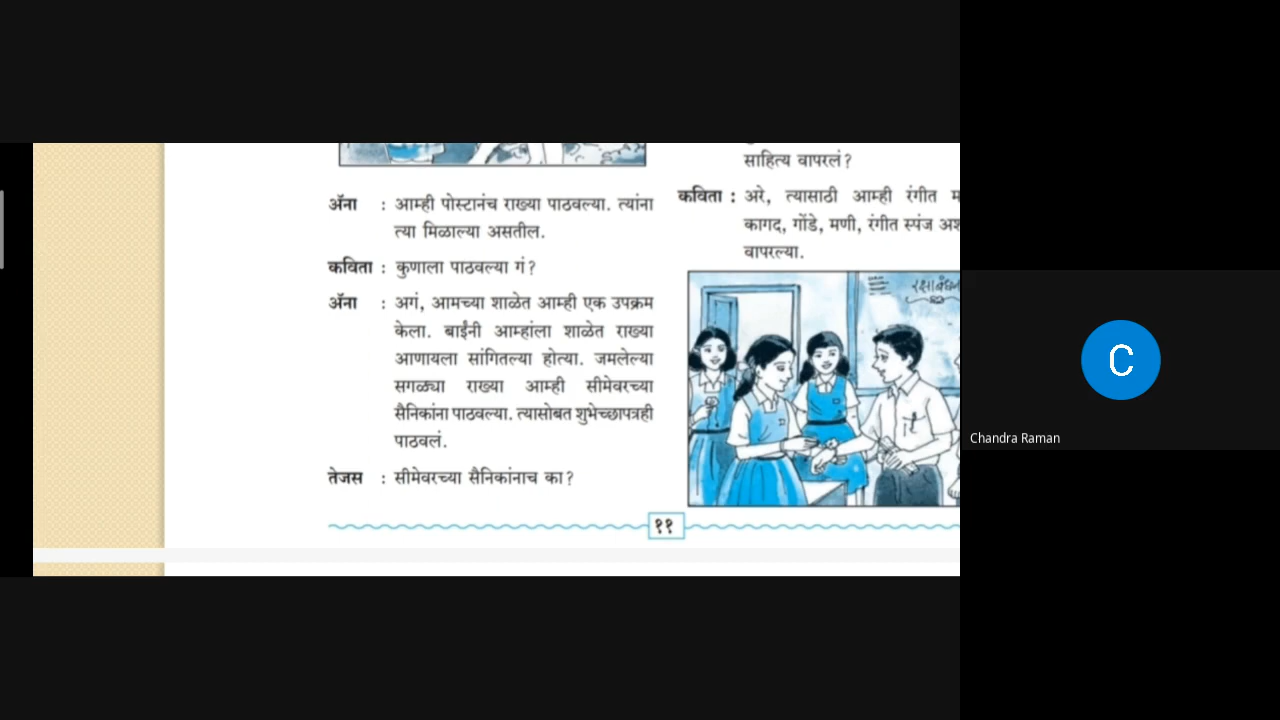 ॲना : आम्ही पोस्टानंच राख्या पाठवल्या. त्यांना
त्या मिळाल्या असतील.
कविता : कुणाला पाठवल्या गं?
ॲना : अगं, आमच्या शाळेत आम्ही एक उपक्रम
केला. बाईंनी आम्हांला शाळेत राख्या
आणायला सांगितल्या होत्या. जमलेल्या
सगळ्या राख्या आम्ही सीमेवरच्या
सैनिकांना पाठवल्या. त्यासोबत शुभेच्छापत्रही
पाठवलं.
तेजस : सीमेवरच्या सैनिकांनाच का?
साहित्य वापरलं?
कविता : अरे, त्यासाठी आम्ही रंगीत
कागद, गोंडे, मणी, रंगीत स्पंज
वापरल्या.
रक्षाबंधन
११
C
Chandra Raman